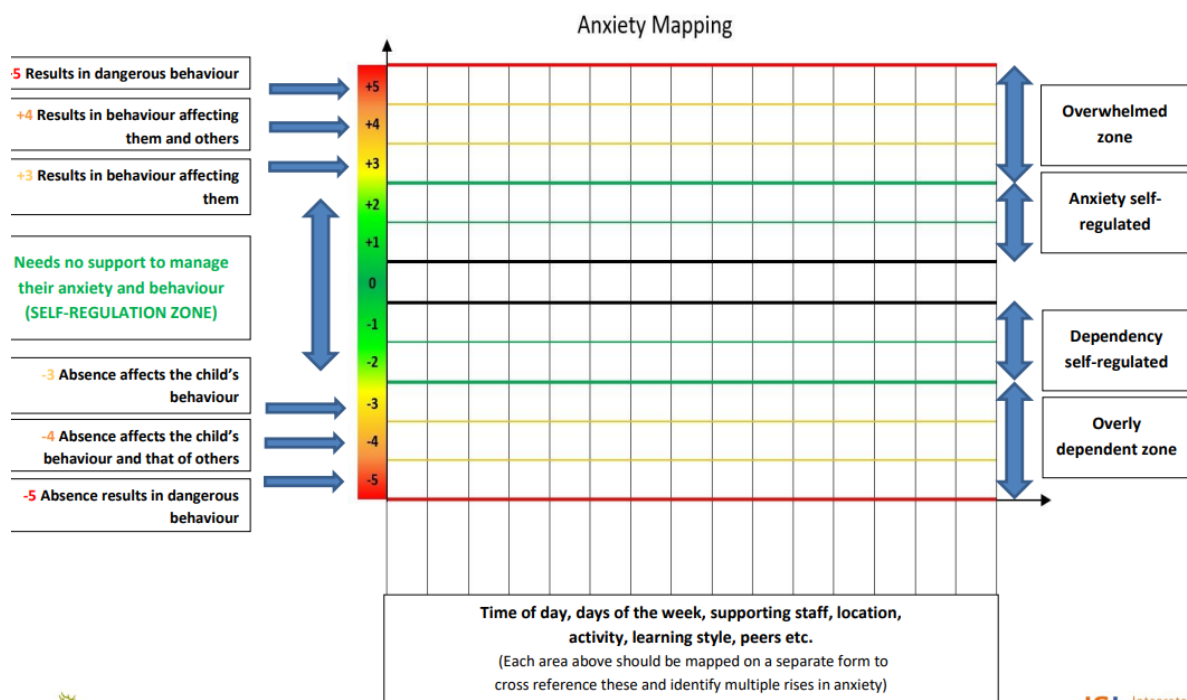 Anxiety Mapping
+5 Results in dangerous behaviour
+4 Results in behaviour affecting
them and others
+3 Results in behaviour affecting
them
Needs no support to manage
their anxiety and behaviour
(SELF-REGULATION ZONE)
-3 Absence affects the child's
behaviour
-4 Absence affects the child's
behaviour and that of others
-5 Absence results in dangerous
behaviour
+5
+4
+3
+2
+1
0
-1
-2
-3
-4
-5
Overwhelmed
zone
Anxiety self-
regulated
Dependency
self-regulated
Overly
dependent zone
Time of day, days of the week, supporting staff, location,
activity, learning style, peers etc.
(Each area above should be mapped on a separate form to
cross reference these and identify multiple rises in anxiety)